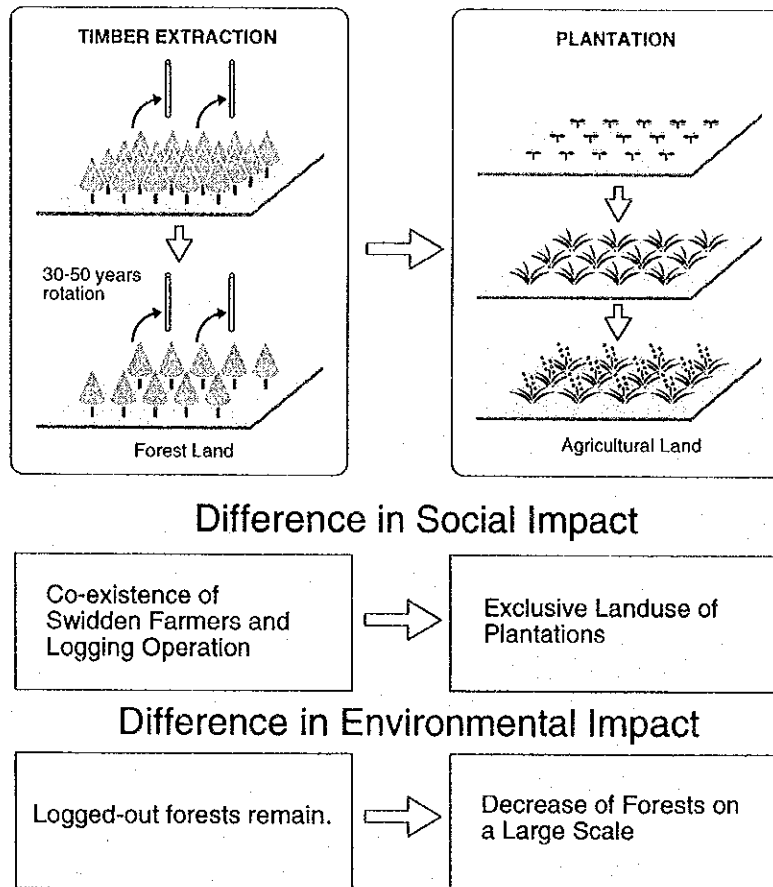 TIMBER EXTRACTION
30-50 years
rotation
Forest Land
PLANTATION
Agricultural Land
Difference in Social Impact
Co-existence of
Swidden Farmers and
Logging Operation
Exclusive Landuse of
Plantations
Difference in Environmental Impact
Logged-out forests remain.
Decrease of Forests on
a Large Scale